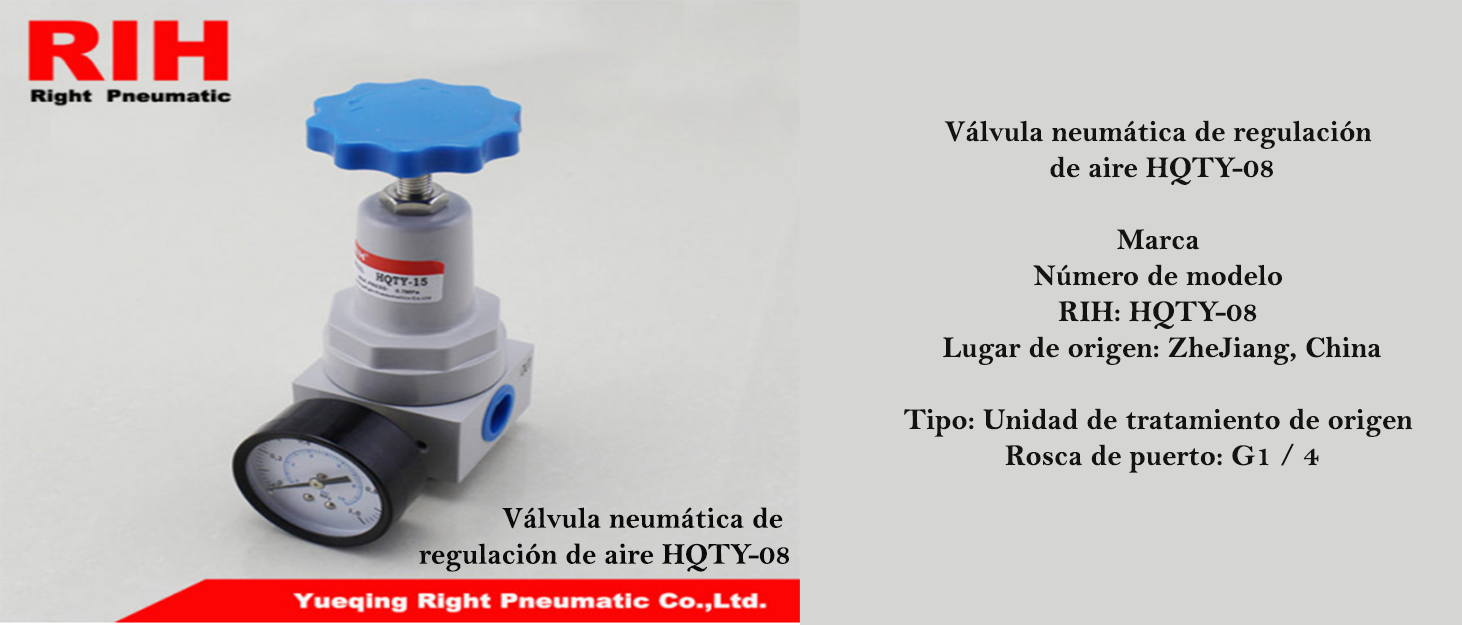 RIH
Right Pneumatic
HQTY-15
Válvula neumática de
regulación de aire HQTY-08
Yueqing Right Pneumatic Co.,Ltd.
Válvula neumática de regulación
de aire HQTY-08
Marca
Número de modelo
RIH: HQTY-08
Lugar de origen: ZheJiang, China
Tipo: Unidad de tratamiento de origen
Rosca de puerto: G1 / 4